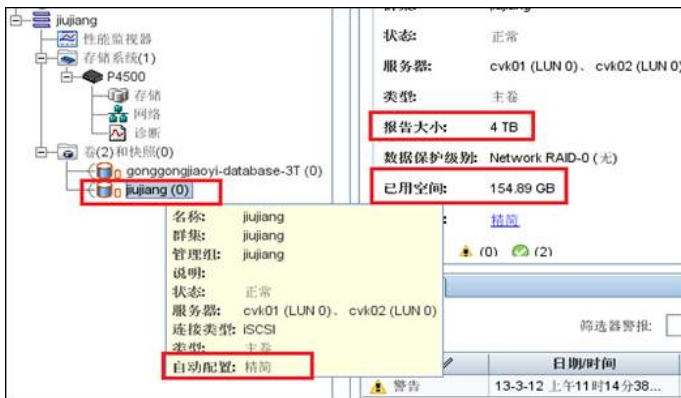 jiujiang
性能监视器
存储系统(1)
P4500
存储
网络
诊断
卷(2)和快照(0)
gonggongjiaoyi-database-3T (0)
jiujiang (0)
名称: jiujiang
群集: jiujiang
管理组: jiujiang
说明:
状态: 正常
服务器: cvk01 (LUN 0)、 cvk02 (LUN 0)
连接类型: iSCSI
类型: 主卷
自动配置: 精简
状态: 正常
服务器: cvk01 (LUN 0)、 cvk02 (LUN 0)
类型: 主卷
报告大小: 4 TB
数据保护级别: Network RAID-0 (无)
已用空间: 154.89 GB
精简
(0) (2)
筛选器警报:
日期/时间
警告 13-3-12 上午11时14分38...